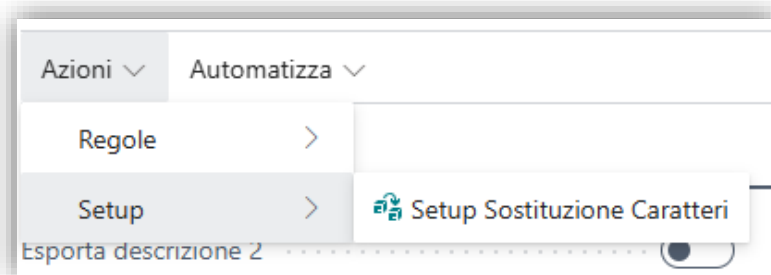 Azioni Automatizza
Regole
Setup Setup Sostituzione Caratteri
Esporta descrizione 2